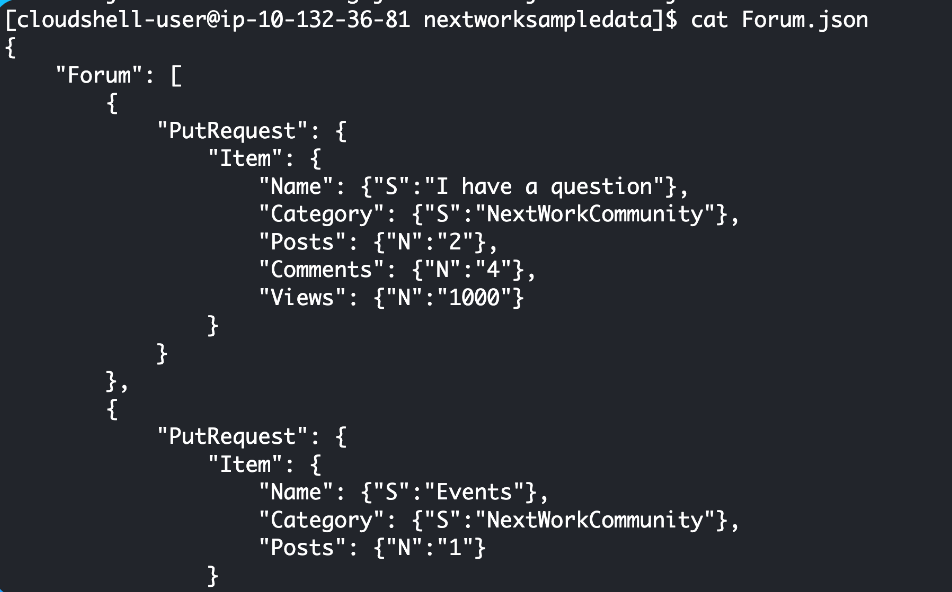 [cloudshell-user@ip-10-132-36-81 nextworksampledata]$ cat Forum.json
{
    "Forum": [
        {
            "PutRequest": {
                "Item": {
                    "Name": {"S":"I have a question"},
                    "Category": {"S":"NextWorkCommunity"},
                    "Posts": {"N":"2"},
                    "Comments": {"N":"4"},
                    "Views": {"N":"1000"}
                }
            }
        },
        {
            "PutRequest": {
                "Item": {
                    "Name": {"S":"Events"},
                    "Category": {"S":"NextWorkCommunity"},
                    "Posts": {"N":"1"}
                }